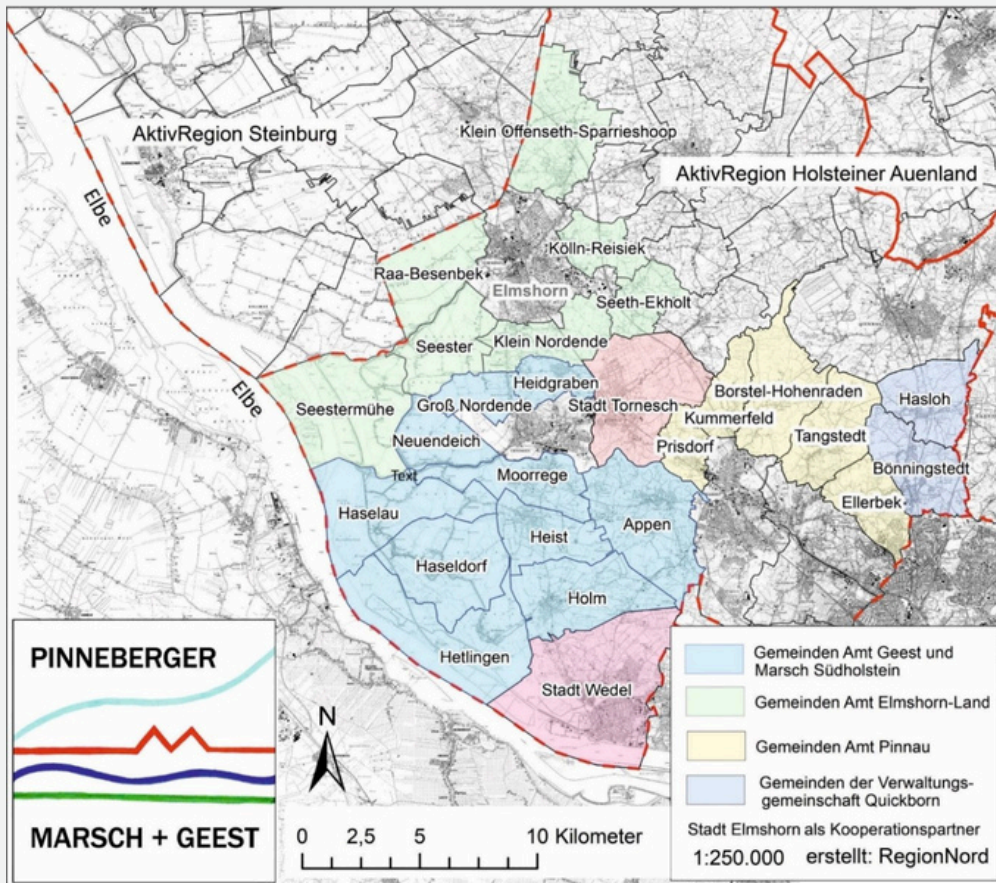 Klein Offenseth-Sparrieshoop
AktivRegion Steinburg
AktivRegion Holsteiner Auenland
Elbe
Kölln-Reisiek
Raa-Besenbek
Elmshorn
Seeth-Ekholt
Seester
Klein Nordende
Elbe
Heidgraben
Borstel-Hohenraden
Hasloh
Seestermühe
Groß Nordende
Stadt Tornesch
Kummerfeld
Neuendeich
Prisdorf
Tangstedt
Bönningstedt
Text
Moorrege
Ellerbek
Haselau
Appen
Heist
Haseldorf
Holm
Hetlingen
Stadt Wedel
PINNEBERGER
MARSCH + GEEST
N
0 2,5 5 10 Kilometer
Gemeinden Amt Geest und
Marsch Südholstein
Gemeinden Amt Elmshorn-Land
Gemeinden Amt Pinnau
Gemeinden der Verwaltungs-
gemeinschaft Quickborn
Stadt Elmshorn als Kooperationspartner
1:250.000 erstellt: RegionNord